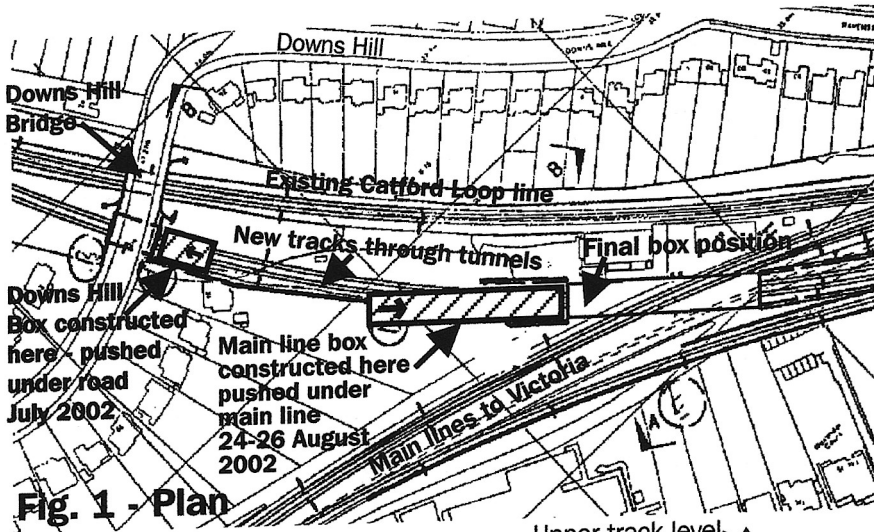 Downs Hill
Downs Hill
Bridge
Existing Catford Loop line
New tracks through tunnels
Final box position
Downs Hill
Box constructed
here - pushed
under road
July 2002
Main line box
constructed here
pushed under
main line
24-26 August
2002
Main lines to Victoria
A
Fig. 1 - Plan
Upper track level